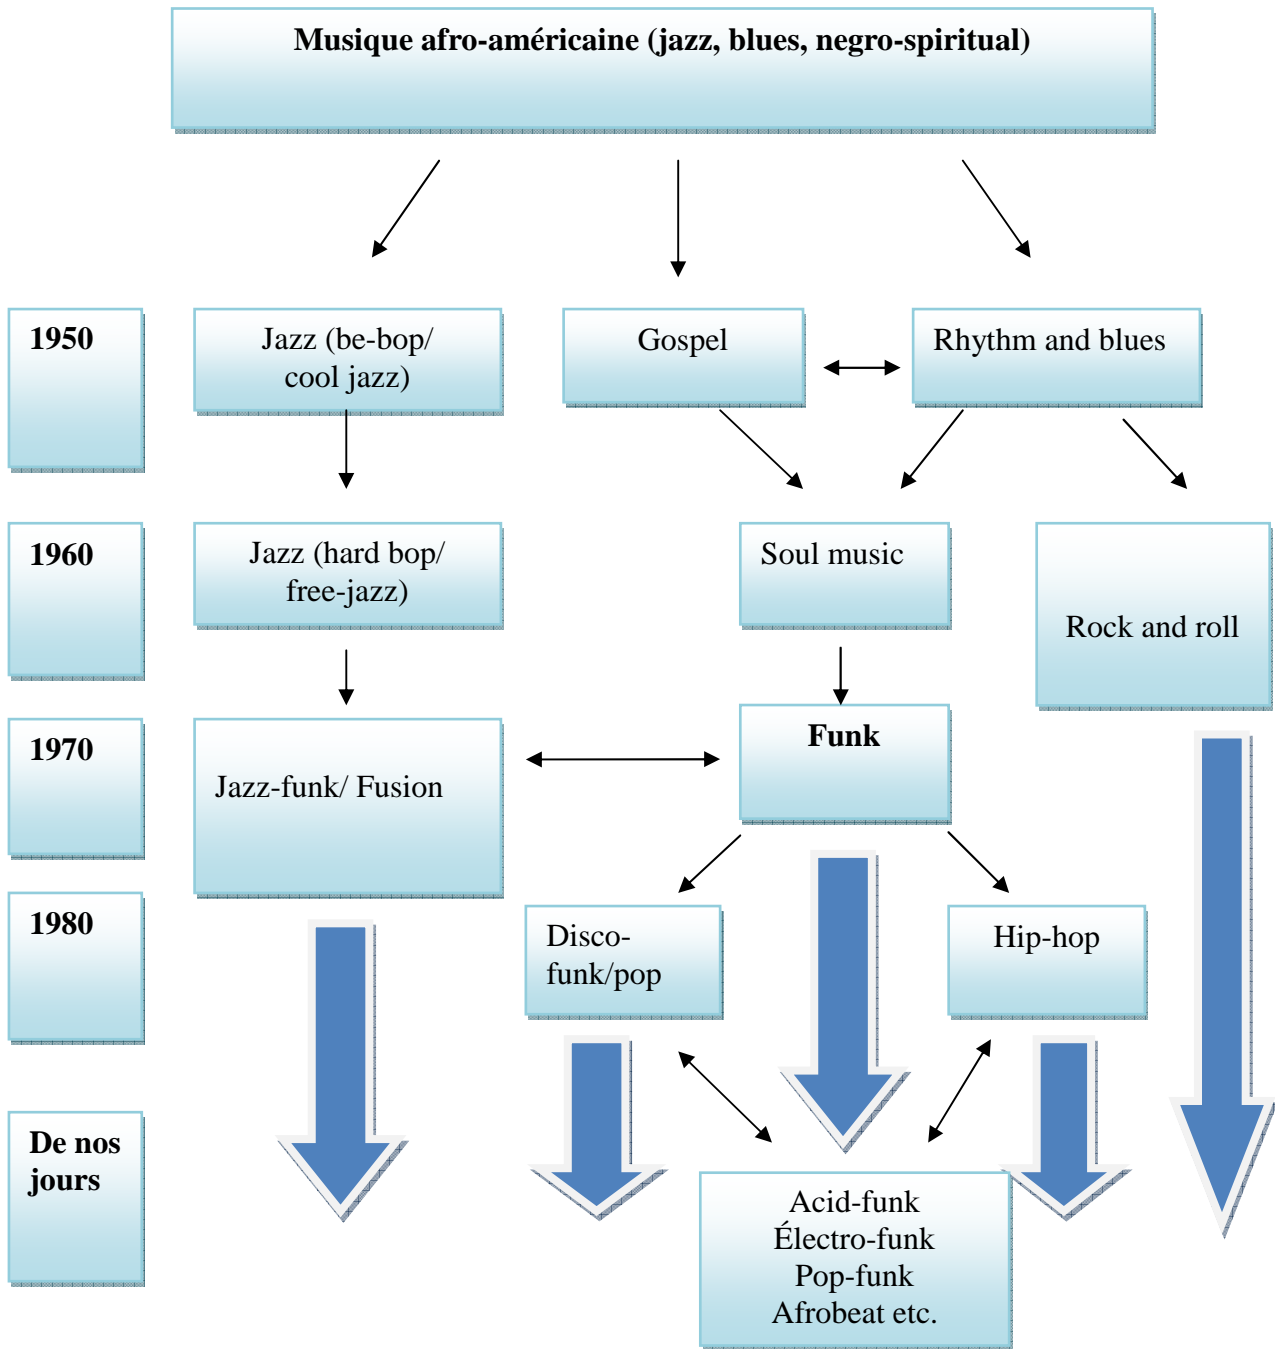 Musique afro-américaine (jazz, blues, negro-spiritual)
1950
Jazz (be-bop/
cool jazz)
Gospel
Rhythm and blues
1960
Jazz (hard bop/
free-jazz)
Soul music
Rock and roll
1970
Jazz-funk/ Fusion
Funk
1980
Disco-
funk/pop
Hip-hop
De nos
jours
Acid-funk
Électro-funk
Pop-funk
Afrobeat etc.